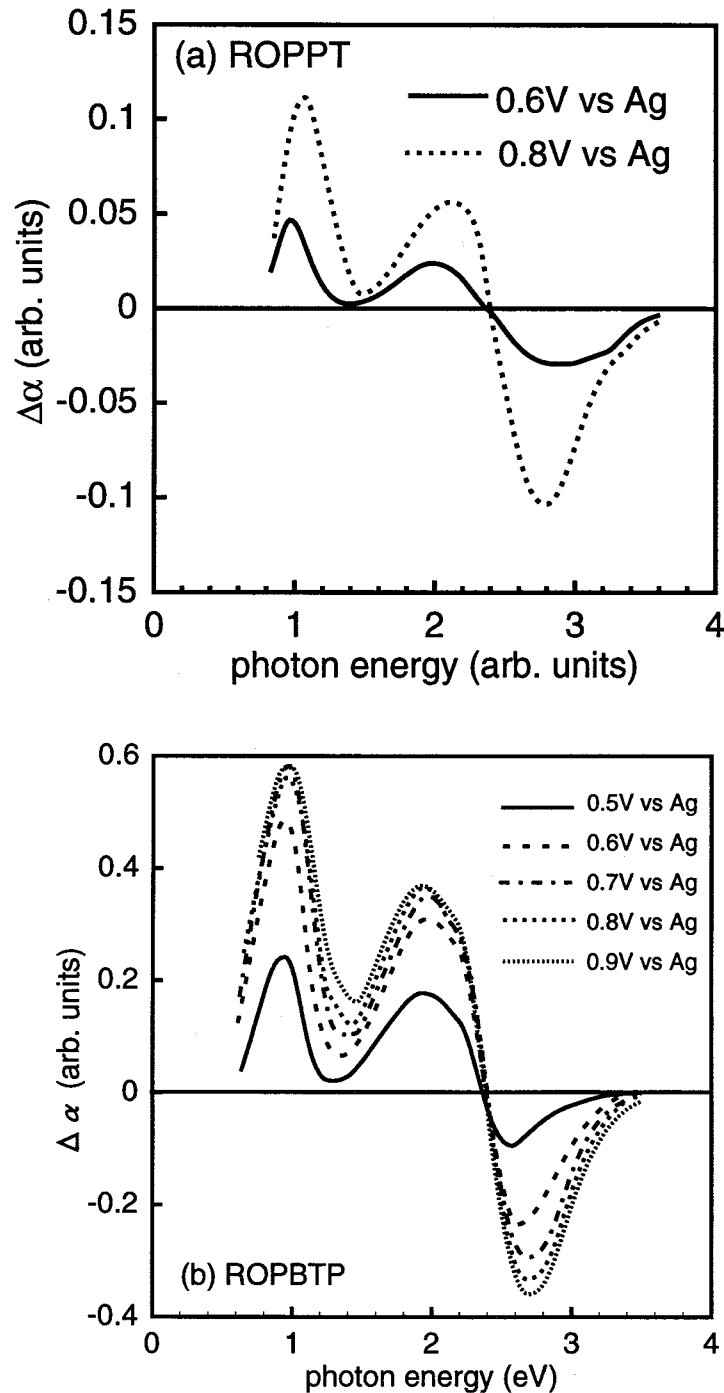 0.15
(a) ROPPT
0.6V vs Ag
0.8V vs Ag
0.1
0.05
0
-0.05
-0.1
-0.15
Δα (arb. units)
0 1 2 3 4
photon energy (arb. units)
0.6
0.5V vs Ag
0.6V vs Ag
0.7V vs Ag
0.8V vs Ag
0.9V vs Ag
0.4
0.2
0
-0.2
-0.4
Δ α (arb. units)
(b) ROPBTP
0 1 2 3 4
photon energy (eV)